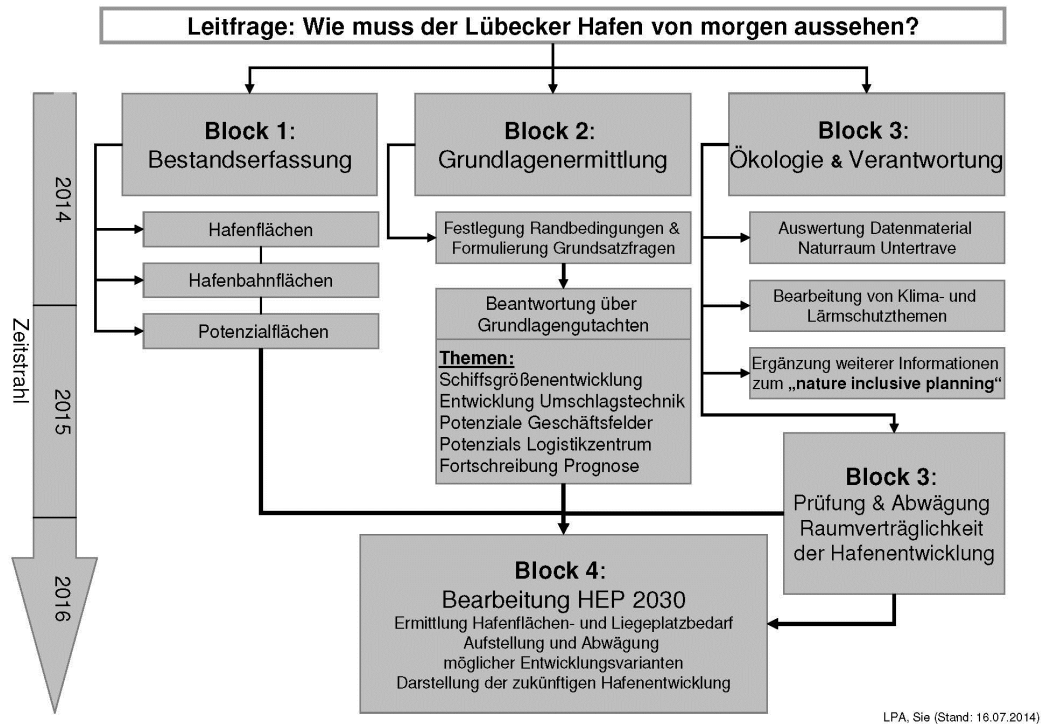 Leitfrage: Wie muss der Lübecker Hafen von morgen aussehen?
Zeitstrahl
2014
2015
2016
Block 1:
Bestandserfassung
Hafenflächen
Hafenbahnflächen
Potenzialflächen
Block 2:
Grundlagenermittlung
Festlegung Randbedingungen &
Formulierung Grundsatzfragen
Beantwortung über
Grundlagengutachten
Themen:
Schiffsgrößenentwicklung
Entwicklung Umschlagstechnik
Potenziale Geschäftsfelder
Potenzials Logistikzentrum
Fortschreibung Prognose
Block 3:
Ökologie & Verantwortung
Auswertung Datenmaterial
Naturraum Untertrave
Bearbeitung von Klima- und
Lärmschutzthemen
Ergänzung weiterer Informationen
zum „nature inclusive planning“
Block 3:
Prüfung & Abwägung
Raumverträglichkeit
der Hafenentwicklung
Block 4:
Bearbeitung HEP 2030
Ermittlung Hafenflächen- und Liegeplatzbedarf
Aufstellung und Abwägung
möglicher Entwicklungsvarianten
Darstellung der zukünftigen Hafenentwicklung
LPA, Sie (Stand: 16.07.2014)